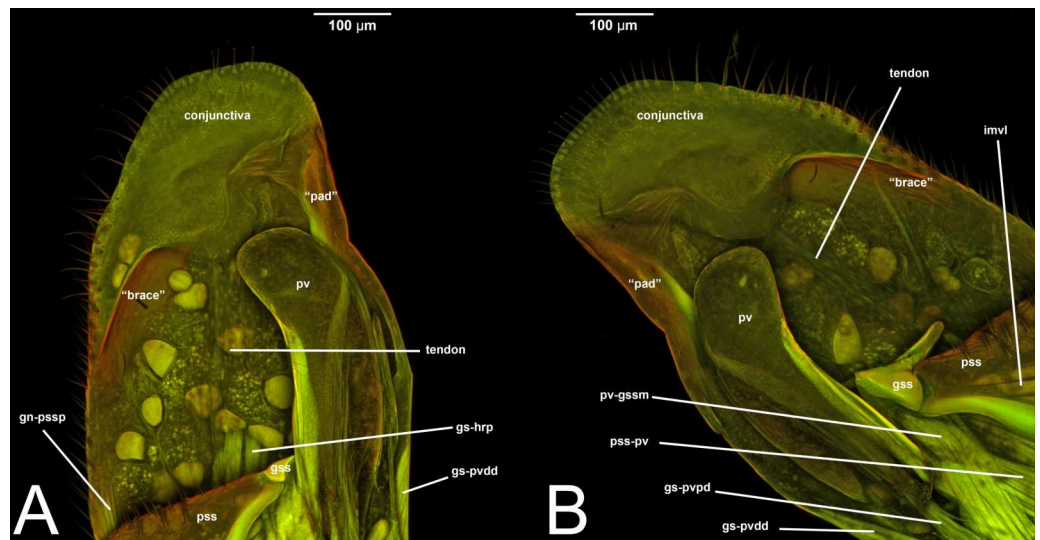 100 µm
conjunctiva
"pad"
"brace"
pv
tendon
gn-pssp
gs-hrp
gss
gs-pvdd
pss
A
100 µm
tendon
conjunctiva
imvl
"brace"
"pad"
pv
pss
gss
pv-gssm
pss-pv
gs-pvpd
gs-pvdd
B